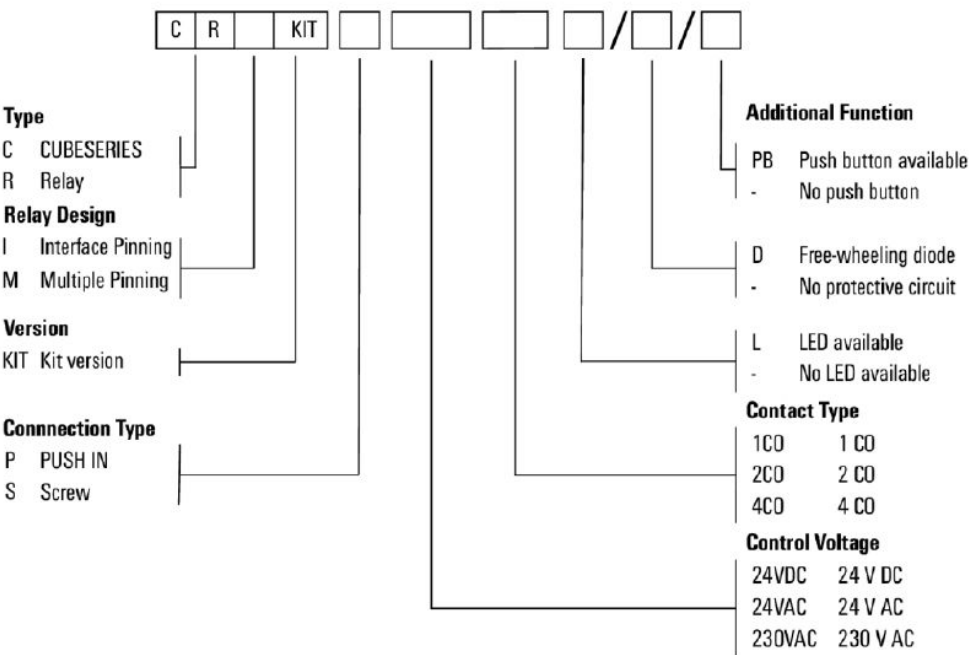 C R KIT / /
Type
C CUBESERIES
R Relay
Relay Design
I Interface Pinning
M Multiple Pinning
Version
KIT Kit version
Connnection Type
P PUSH IN
S Screw
Additional Function
PB Push button available
- No push button
D Free-wheeling diode
- No protective circuit
L LED available
- No LED available
Contact Type
1CO 1 CO
2CO 2 CO
4CO 4 CO
Control Voltage
24VDC 24 V DC
24VAC 24 V AC
230VAC 230 V AC